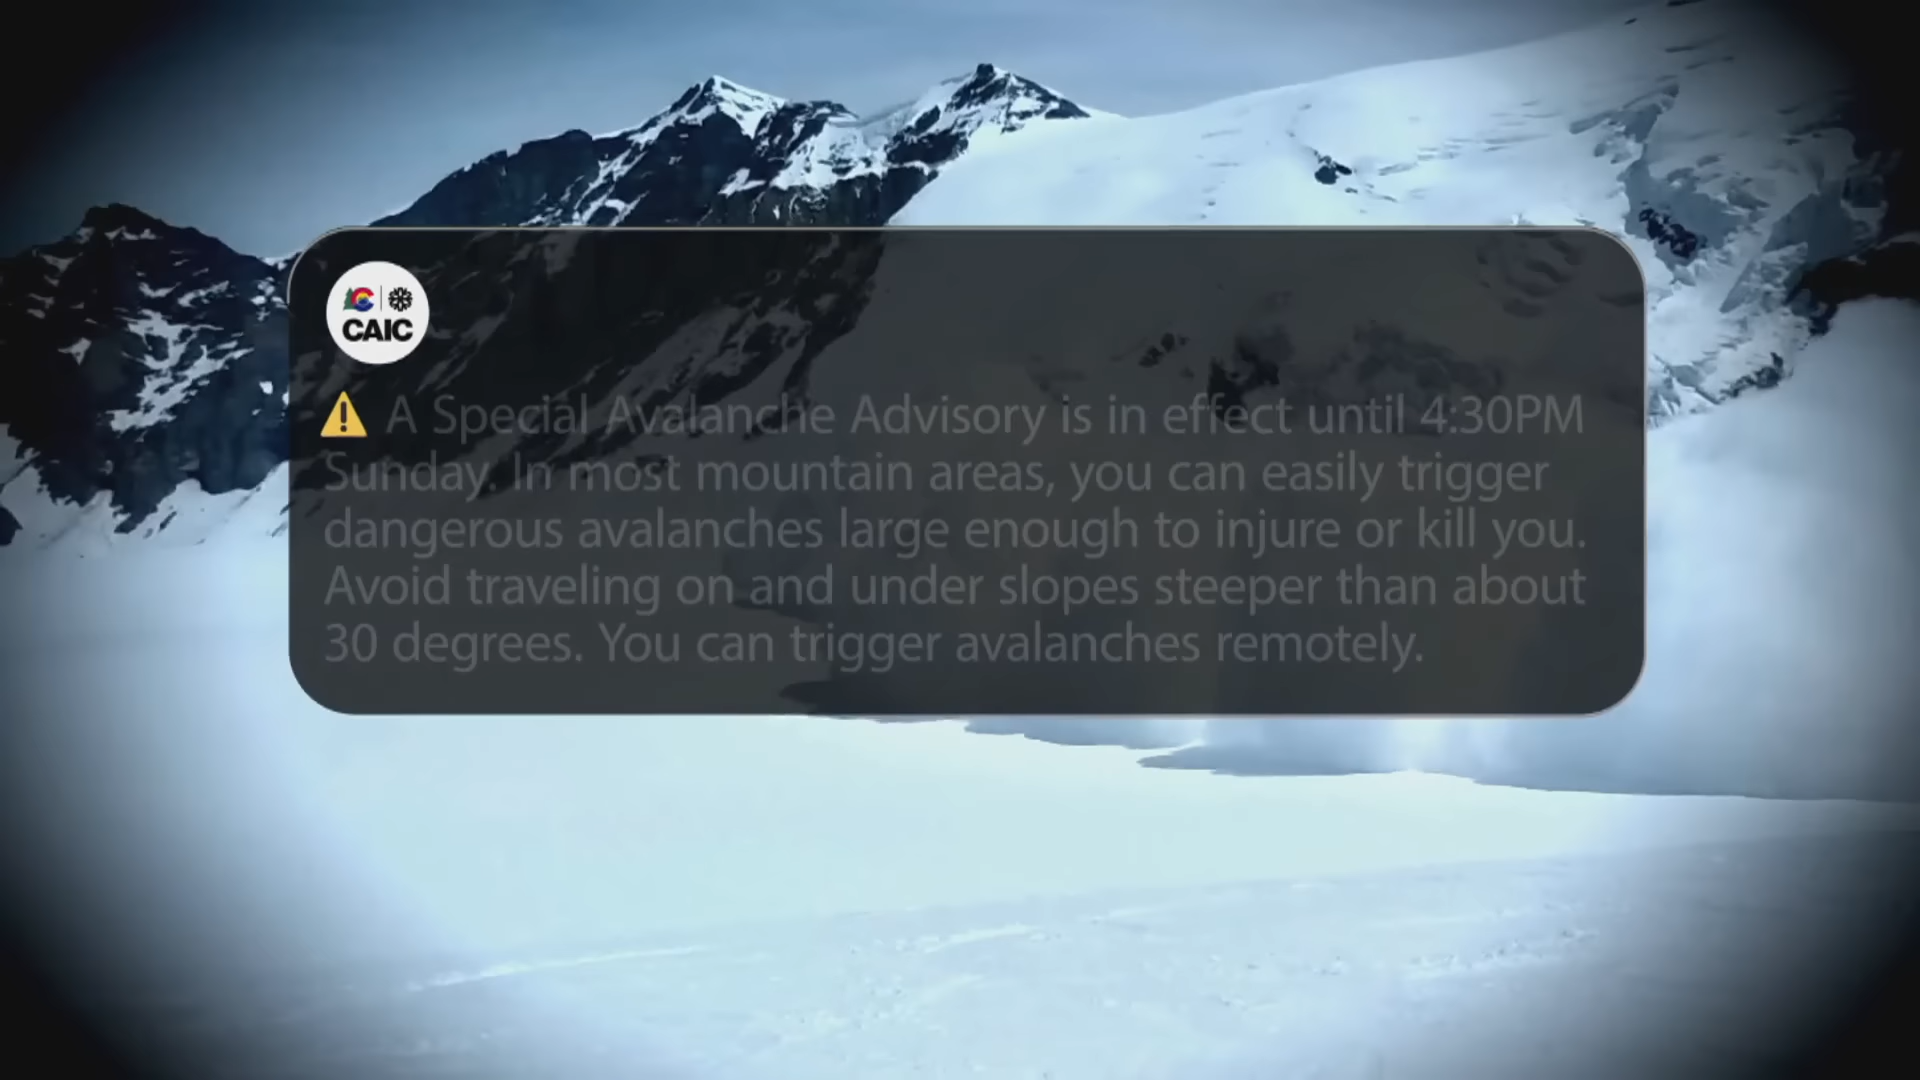 CAIC
A Special Avalanche Advisory is in effect until 4:30PM
Sunday. In most mountain areas, you can easily trigger
dangerous avalanches large enough to injure or kill you.
Avoid traveling on and under slopes steeper than about
30 degrees. You can trigger avalanches remotely.